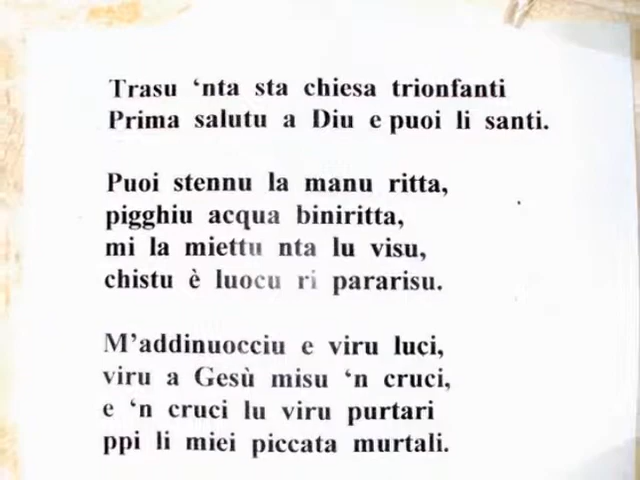 Trasu ‘nta sta chiesa trionfanti
Prima salutu a Diu e puoi li santi.
Puoi stennu la manu ritta,
pigghiu acqua biniritta,
mi la miettu nta lu visu,
chistu è luocu ri pararisu.
M’addinuocciu e viru luci,
viru a Gesù misu ‘n cruci,
e ‘n cruci lu viru purtari
ppi li miei piccata murtali.